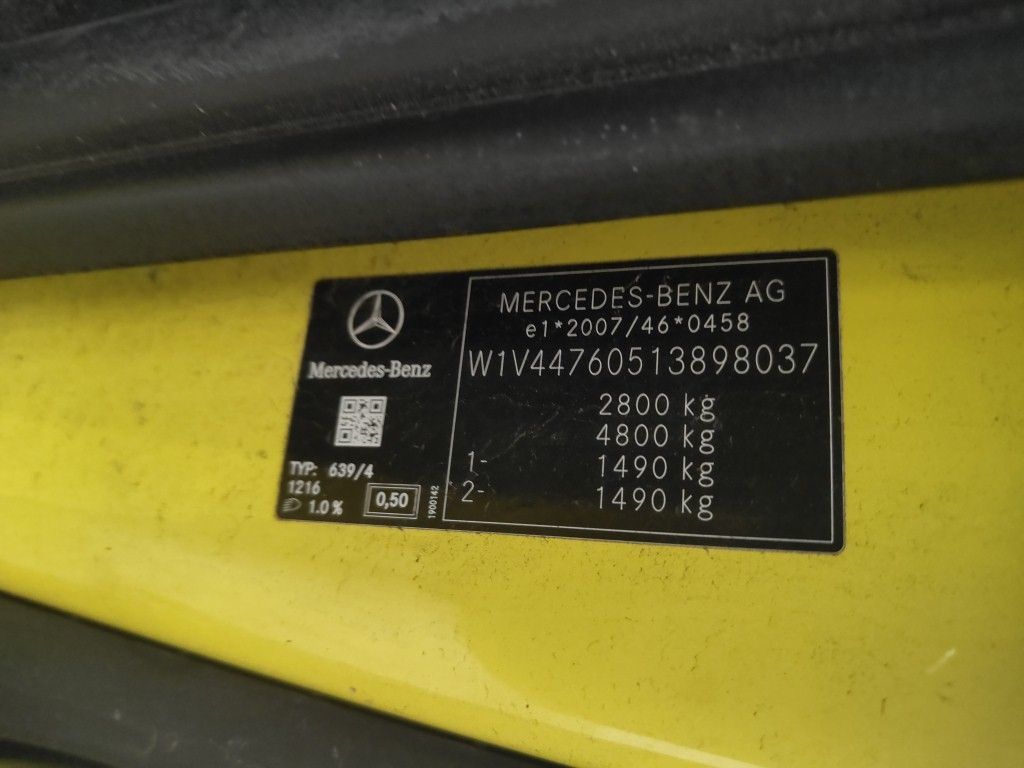 Mercedes-Benz
TYP: 639/4
1216
1.0 %
0,50
1900142
MERCEDES-BENZ AG
e1*2007/46*0458
W1V44760513898037
2800 kg
4800 kg
1- 1490 kg
2- 1490 kg